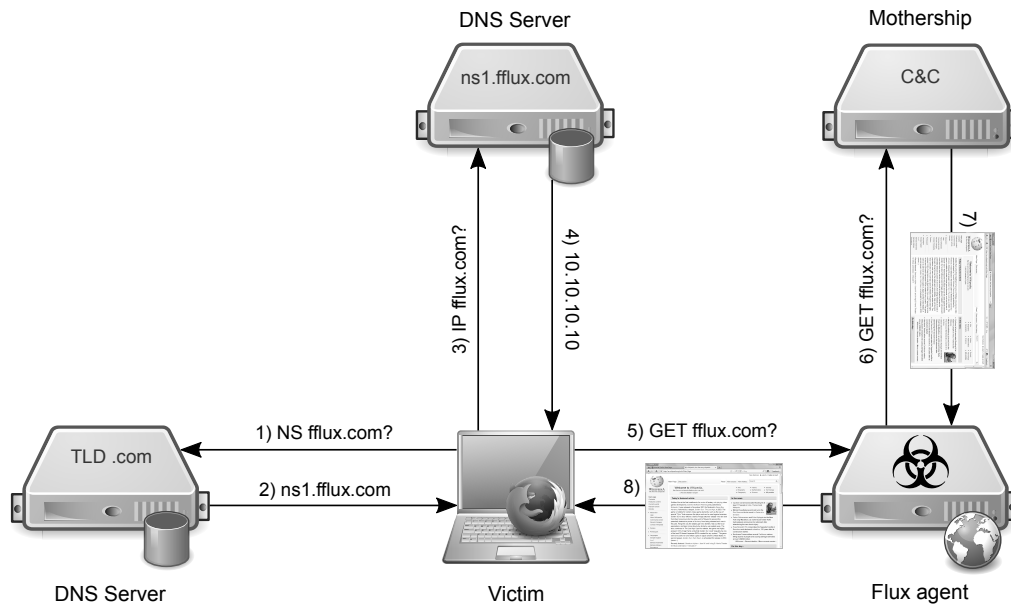 DNS Server
Mothership
ns1.fflux.com
C&C
3) IP fflux.com?
4) 10.10.10.10
6) GET fflux.com?
7)
1) NS fflux.com?
5) GET fflux.com?
TLD .com
2) ns1.fflux.com
8)
DNS Server
Victim
Flux agent